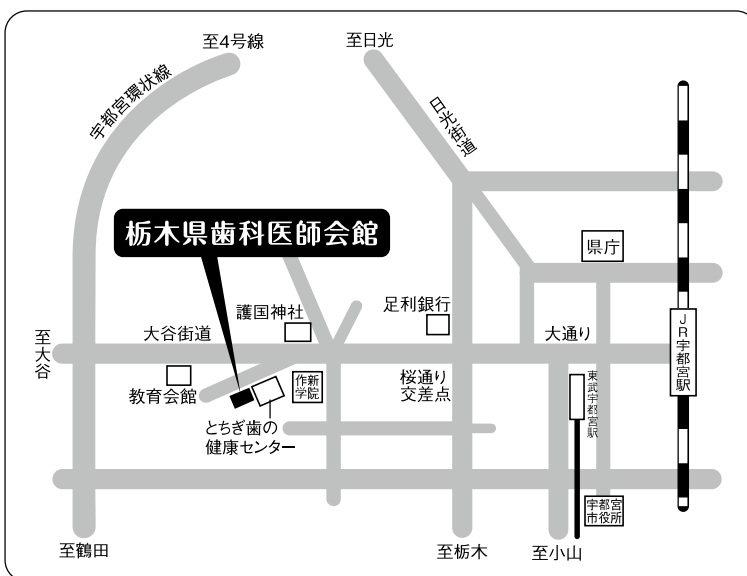 至4号線
至日光
宇都宮環状線
日光街道
栃木県歯科医師会館
県庁
護国神社
足利銀行
至大谷
大谷街道
大通り
JR宇都宮駅
教育会館
作新
学院
桜通り
交差点
東武宇都宮駅
とちぎ歯の
健康センター
宇都宮
市役所
至鶴田
至栃木
至小山